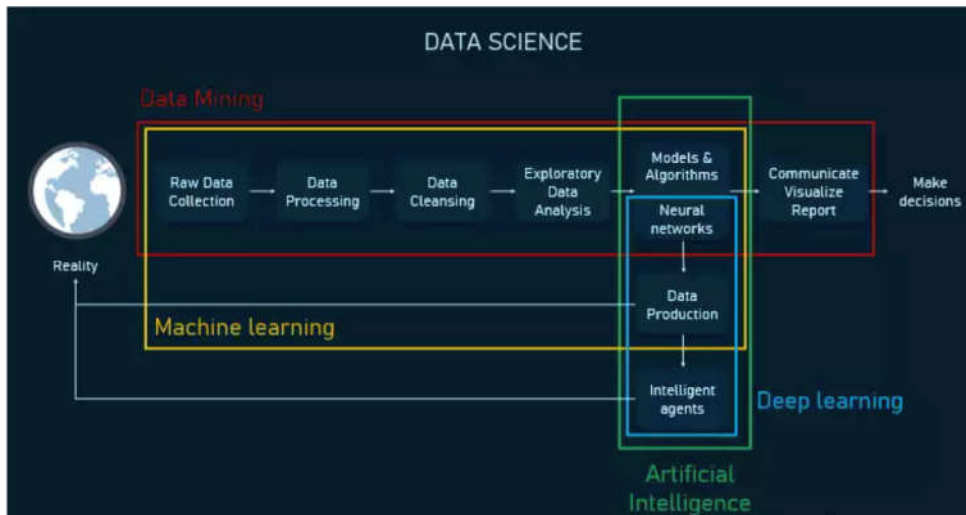 DATA SCIENCE
Data Mining
Raw Data
Collection
Data
Processing
Data
Cleansing
Exploratory
Data
Analysis
Models &
Algorithms
Neural
networks
Communicate
Visualize
Report
Make
decisions
Reality
Data
Production
Machine learning
Intelligent
agents
Deep learning
Artificial
Intelligence